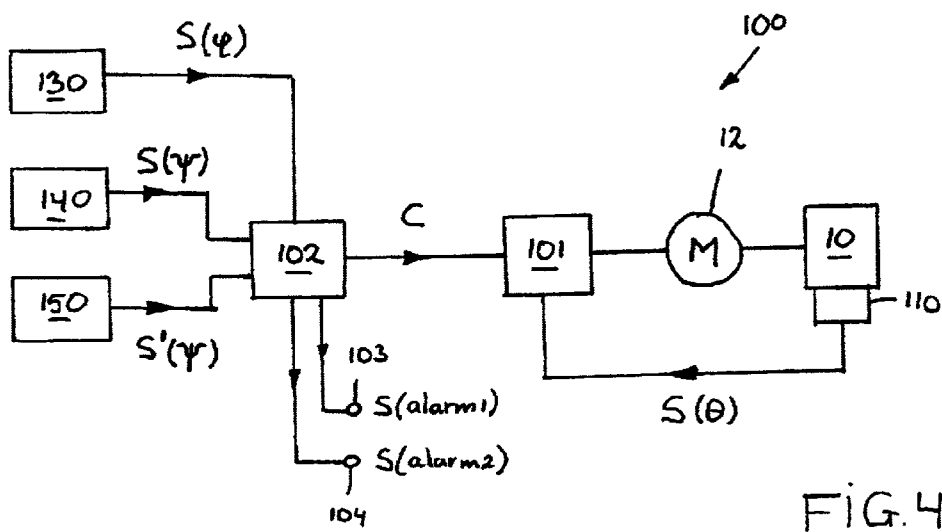 100
S(φ)
130
12
S(ψ)
140
C
102
101
M
10
150
110
S'(ψ)
103
S(alarm1)
S(θ)
S(alarm2)
104
FiG. 4